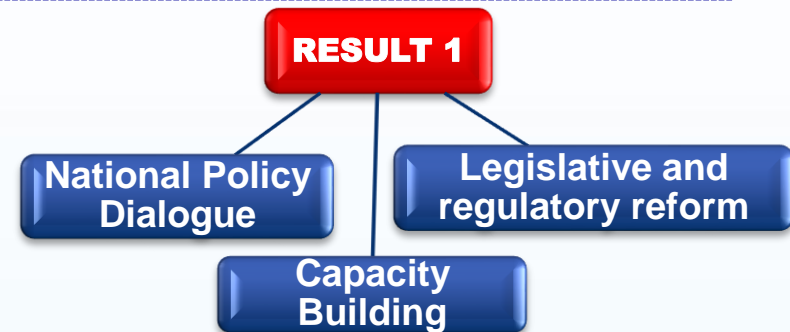 RESULT 1
National Policy
Dialogue
Legislative and
regulatory reform
Capacity
Building